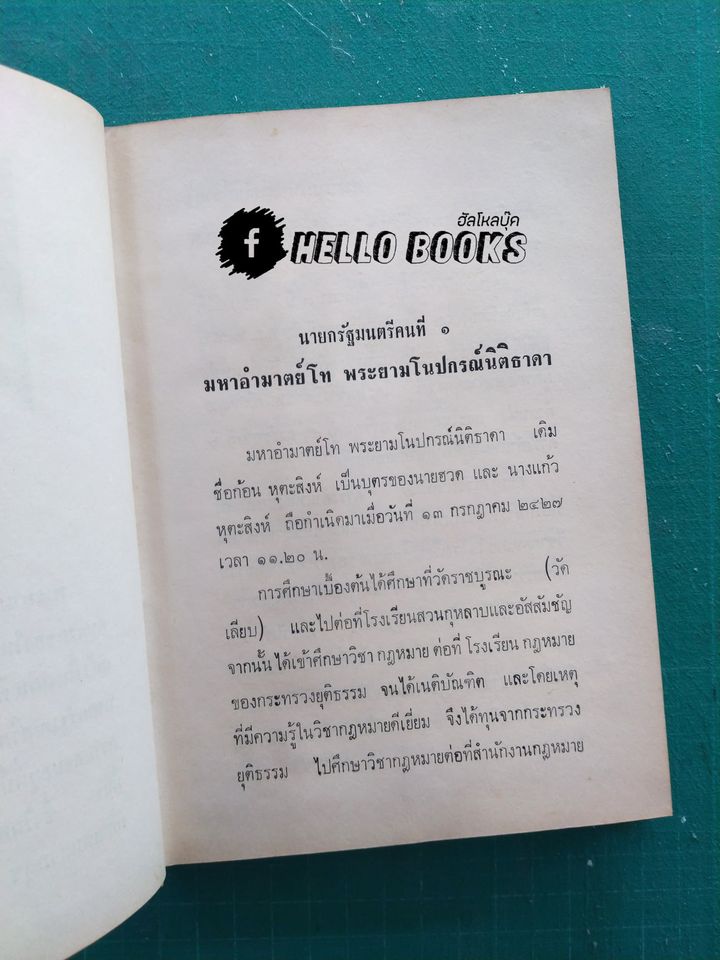 ฮัลโหลบุ๊ค
f HELLO BOOKS
นายกรัฐมนตรีคนที่ ๑
มหาอำมาตย์โท พระยามโนปกรณ์นิติธาดา
มหาอำมาตย์โท พระยามโนปกรณ์นิติธาดา เดิม
ชื่อก้อน หุตะสิงห์ เป็นบุตรของนายฮวด และ นางแก้ว
หุตะสิงห์ ถือกำเนิดมาเมื่อวันที่ ๑๓ กรกฎาคม ๒๔๒๗
เวลา ๑๑.๒๐ น.
การศึกษาเบื้องต้นได้ศึกษาที่วัดราชบูรณะ (วัด
เลียบ) และไปต่อที่โรงเรียนสวนกุหลาบและอัสสัมชัญ
จากนั้น ได้เข้าศึกษาวิชา กฎหมาย ต่อที่ โรงเรียน กฎหมาย
ของกระทรวงยุติธรรม จนได้เนติบัณฑิต และโดยเหตุ
ที่มีความรู้ในวิชากฎหมายดีเยี่ยม จึงได้ทุนจากกระทรวง
ยุติธรรม ไปศึกษาวิชากฎหมายต่อที่สำนักงานกฎหมาย